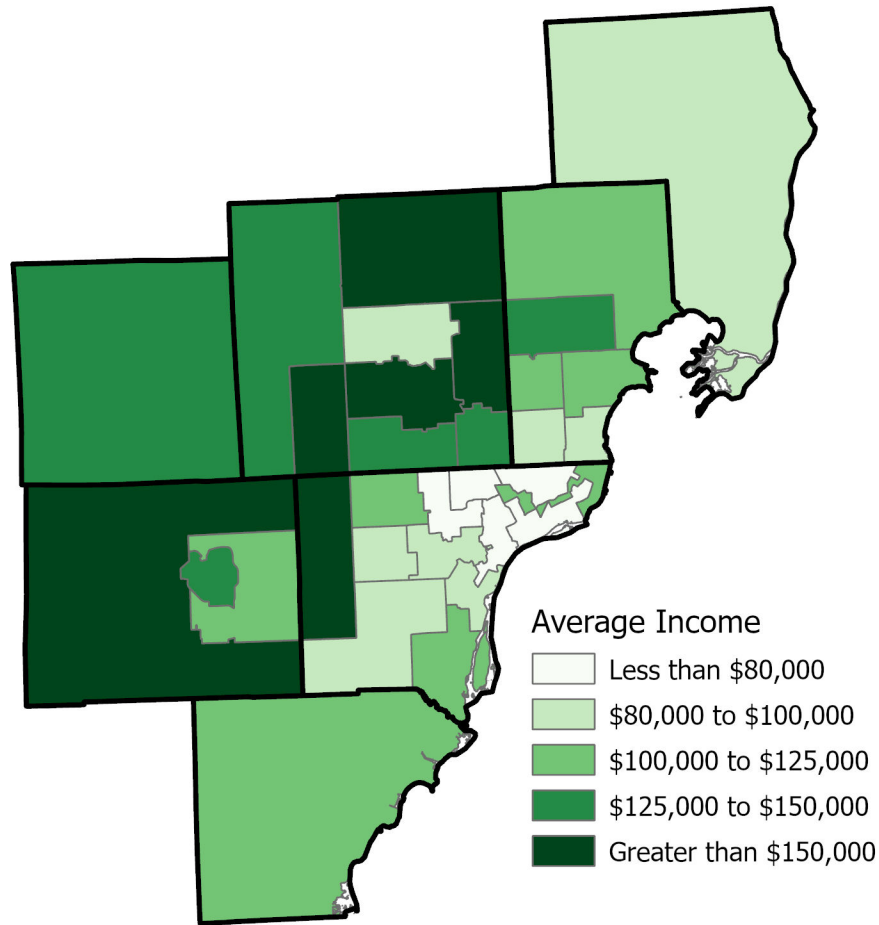 Average Income
Less than $80,000
$80,000 to $100,000
$100,000 to $125,000
$125,000 to $150,000
Greater than $150,000